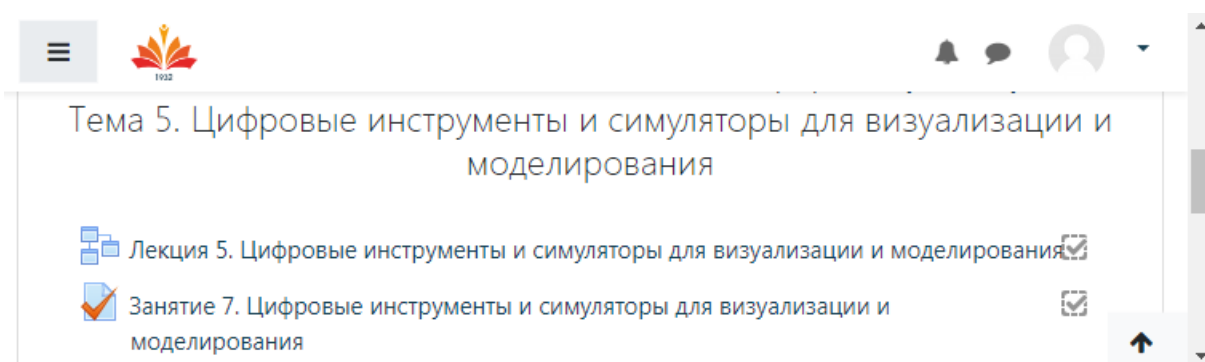 1932
Тема 5. Цифровые инструменты и симуляторы для визуализации и
моделирования
Лекция 5. Цифровые инструменты и симуляторы для визуализации и моделирования
Занятие 7. Цифровые инструменты и симуляторы для визуализации и
моделирования